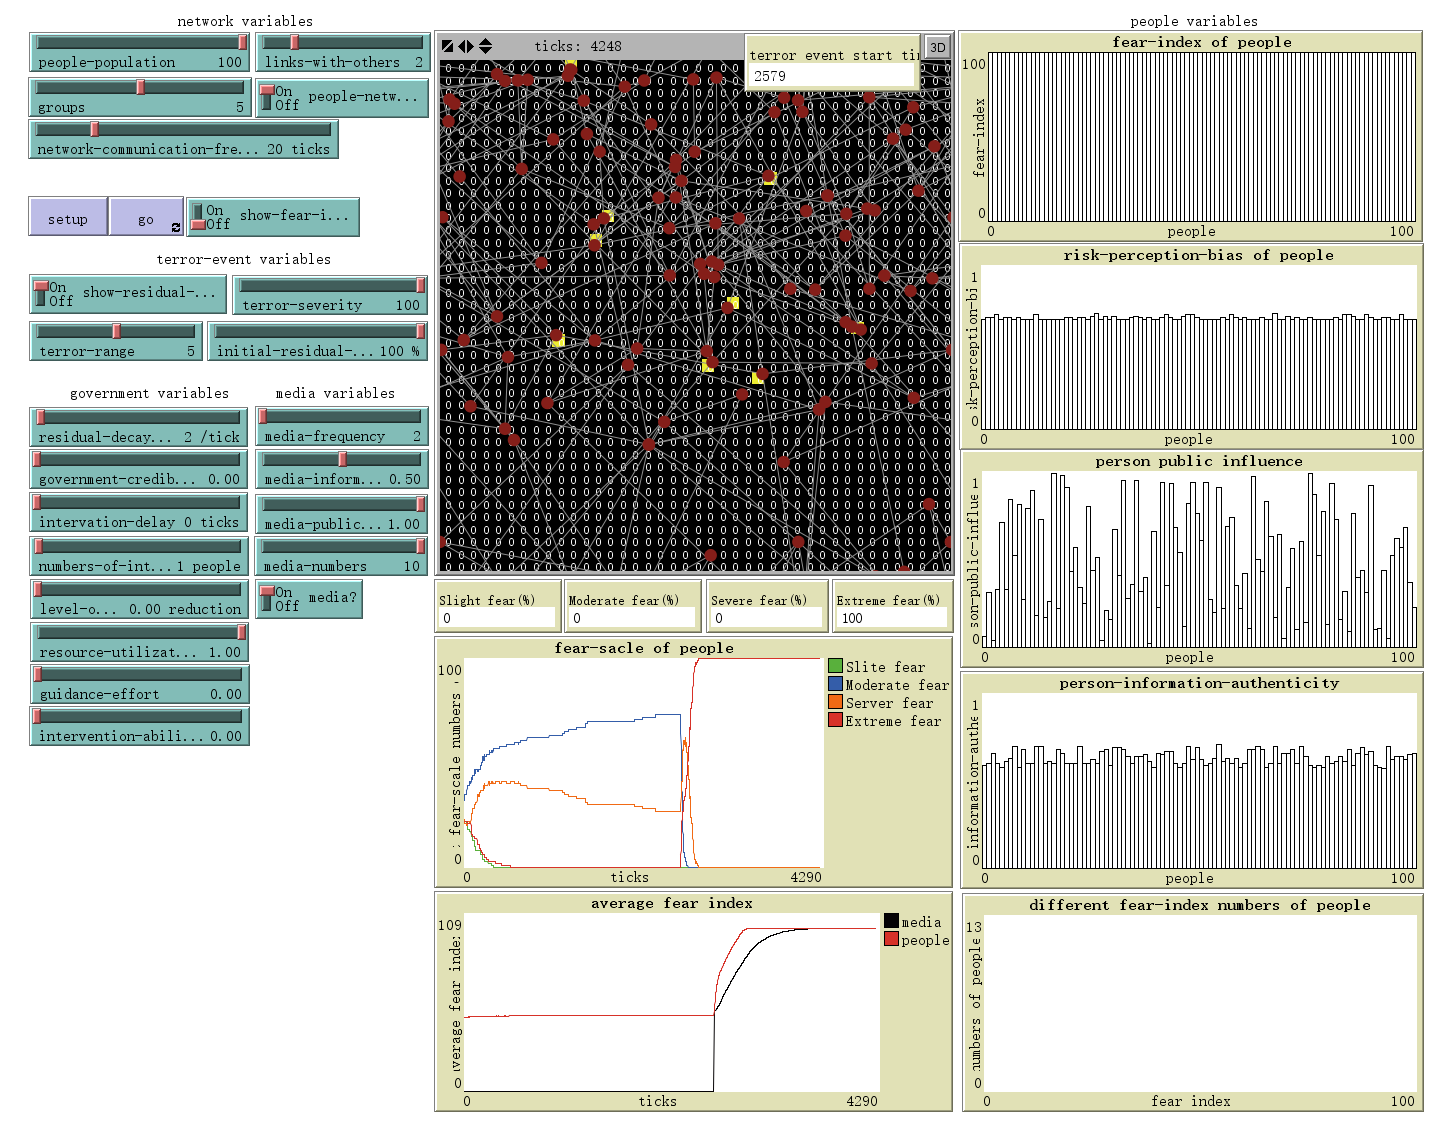 network variables
people-population 100
links-with-others 2
groups 5
On
Off
people-netw...
network-communication-fre... 20 ticks
setup
go
On
Off
show-fear-i...
terror-event variables
On
Off
show-residual-...
terror-severity 100
terror-range 5
initial-residual-... 100 %
government variables
media variables
residual-decay... 2 /tick
media-frequency 2
government-credib... 0.00
media-inform... 0.50
intervation-delay 0 ticks
media-public... 1.00
numbers-of-int... 1 people
media-numbers 10
level-o... 0.00 reduction
On
Off
media?
resource-utilizat... 1.00
guidance-effort 0.00
intervention-abili... 0.00
ticks: 4248
3D
terror event start ti
2579
Slight fear(%)
0
Moderate fear(%)
0
Severe fear(%)
0
Extreme fear(%)
100
fear-sacle of people
100
0
fear-scale numbers
0
ticks
4290
Slite fear
Moderate fear
Server fear
Extreme fear
average fear index
109
0
verage fear inde
0
ticks
4290
media
people
people variables
fear-index of people
100
0
fear-index
0
people
100
risk-perception-bias of people
1
0
k-perception-bi
0
people
100
person public influence
1
0
son-public-influe
0
people
100
person-information-authenticity
1
0
information-authe
0
people
100
different fear-index numbers of people
13
0
numbers of people
0
fear index
100